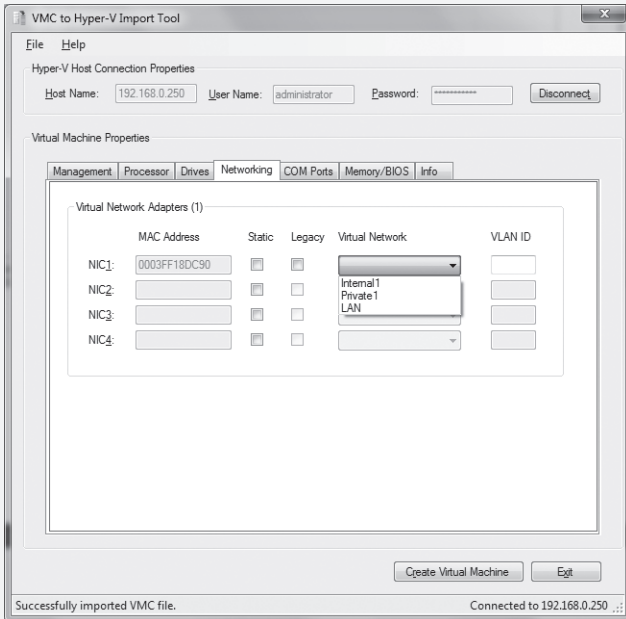 VMC to Hyper-V Import Tool
File Help
Hyper-V Host Connection Properties
Host Name: 192.168.0.250 User Name: administrator Password: *********** Disconnect
Virtual Machine Properties
Management Processor Drives Networking COM Ports Memory/BIOS Info
Virtual Network Adapters (1)
MAC Address Static Legacy Virtual Network VLAN ID
NIC1: 0003FF18DC90
Internal1
NIC2:
Private1
LAN
NIC3:
NIC4:
Create Virtual Machine Exit
Successfully imported VMC file. Connected to 192.168.0.250